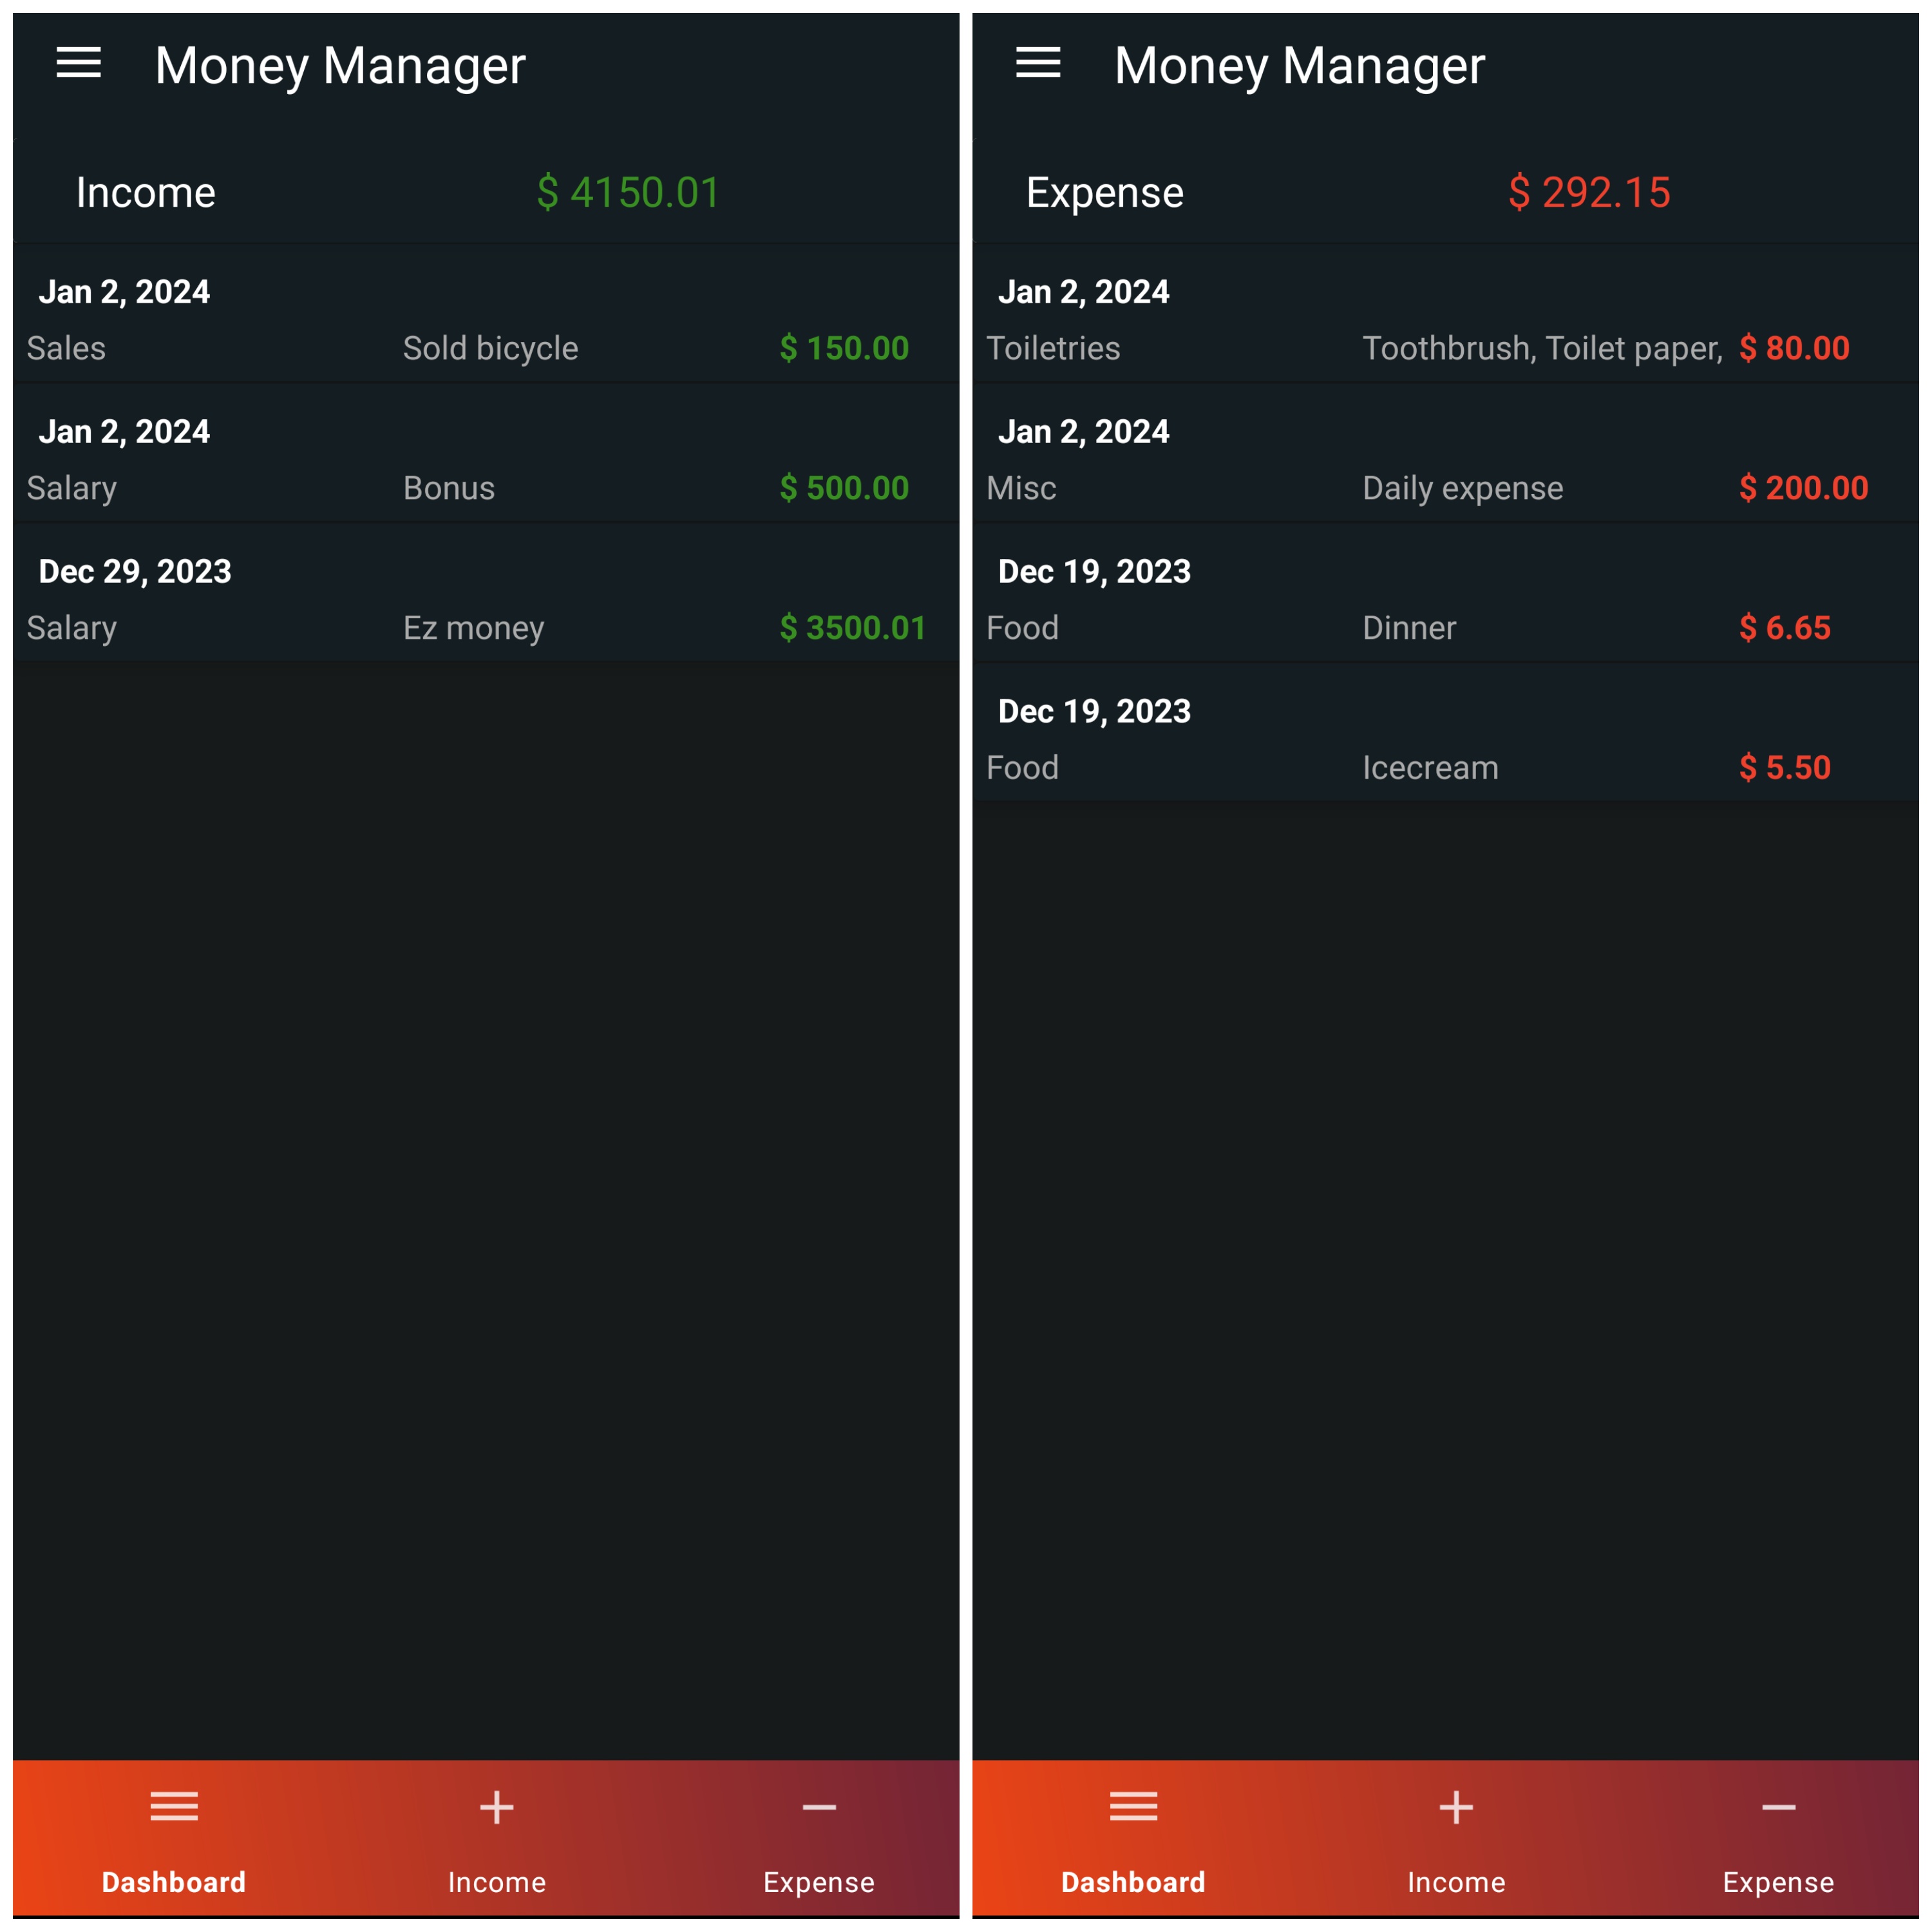 Money Manager
Income $ 4150.01
Jan 2, 2024
Sales Sold bicycle $ 150.00
Jan 2, 2024
Salary Bonus $ 500.00
Dec 29, 2023
Salary Ez money $ 3500.01
Dashboard Income Expense
Money Manager
Expense $ 292.15
Jan 2, 2024
Toiletries Toothbrush, Toilet paper, $ 80.00
Jan 2, 2024
Misc Daily expense $ 200.00
Dec 19, 2023
Food Dinner $ 6.65
Dec 19, 2023
Food Icecream $ 5.50
Dashboard Income Expense